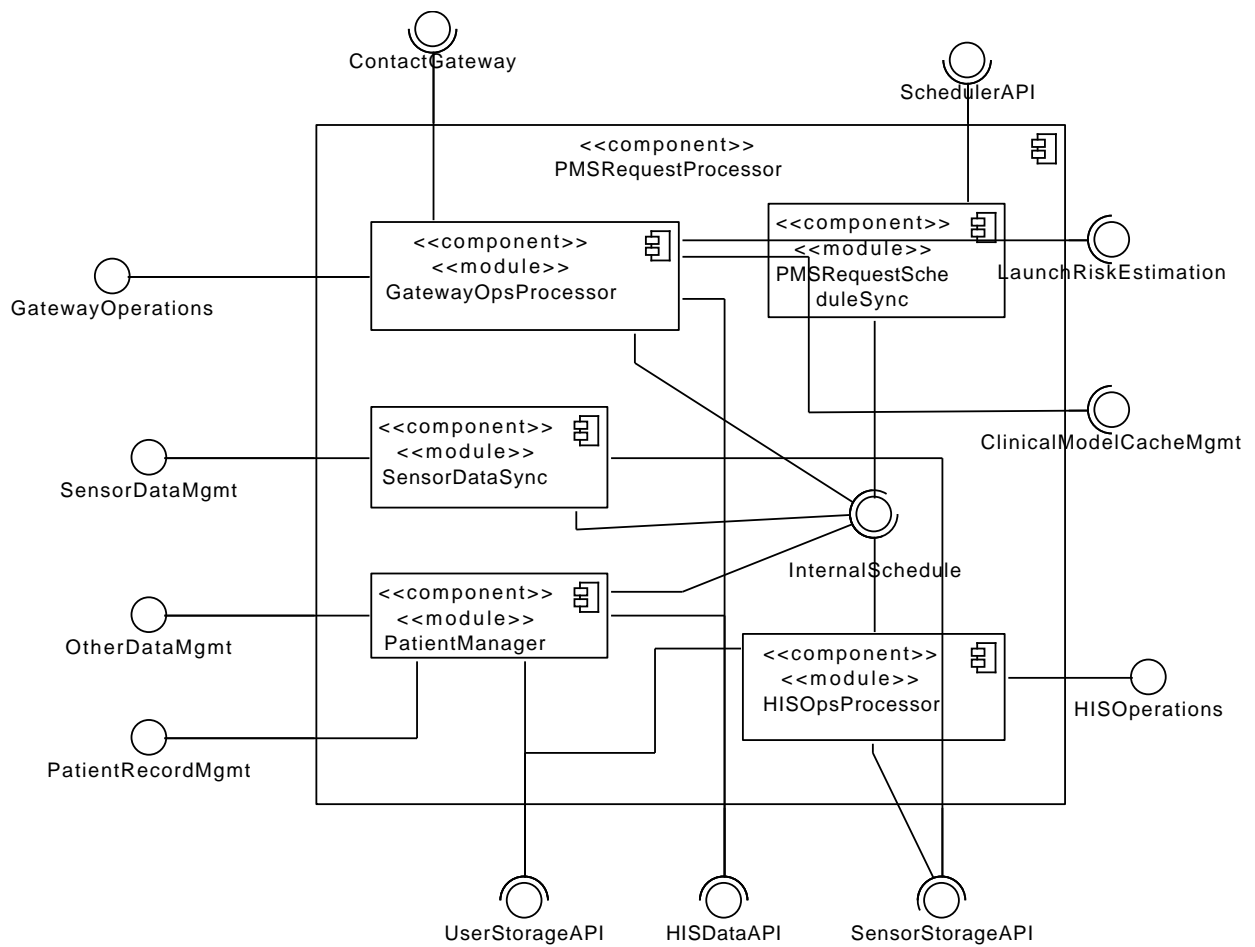 ContactGateway
SchedulerAPI
<<component>>
PMSRequestProcessor
<<component>>
<<module>>
GatewayOpsProcessor
<<component>>
<<module>>
PMSRequestSche
duleSync
LaunchRiskEstimation
GatewayOperations
<<component>>
<<module>>
SensorDataSync
ClinicalModelCacheMgmt
SensorDataMgmt
InternalSchedule
<<component>>
<<module>>
PatientManager
OtherDataMgmt
<<component>>
<<module>>
HISOpsProcessor
HISOperations
PatientRecordMgmt
UserStorageAPI
HISDataAPI
SensorStorageAPI